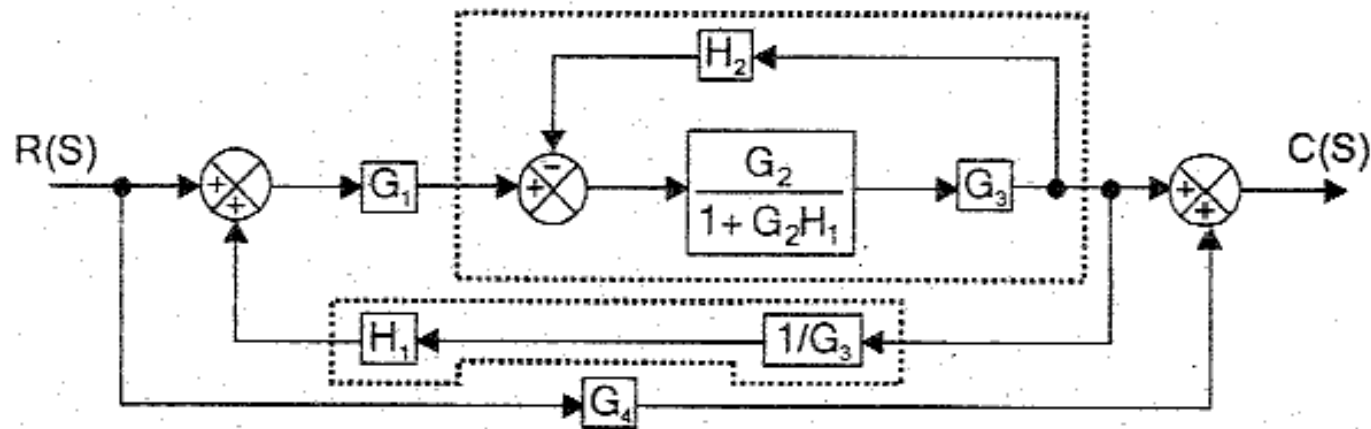 H₂
R(S)
C(S)
+
+
G₁
−
+
G₂
1 + G₂H₁
G₃
+
+
H₁
1/G₃
G₄